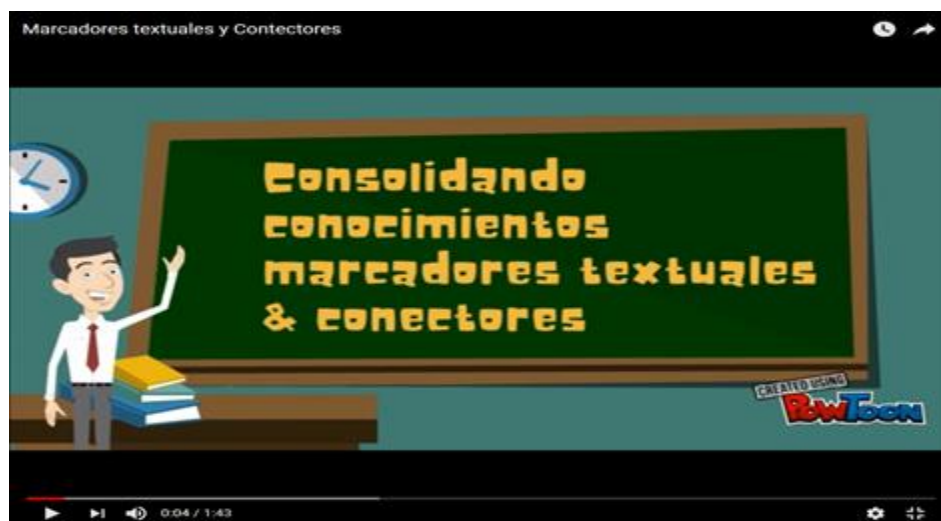 Marcadores textuales y Contectores
Consolidando
conocimientos
marcadores textuales
& conectores
CREATED USING
PowToon
0:04 / 1:43